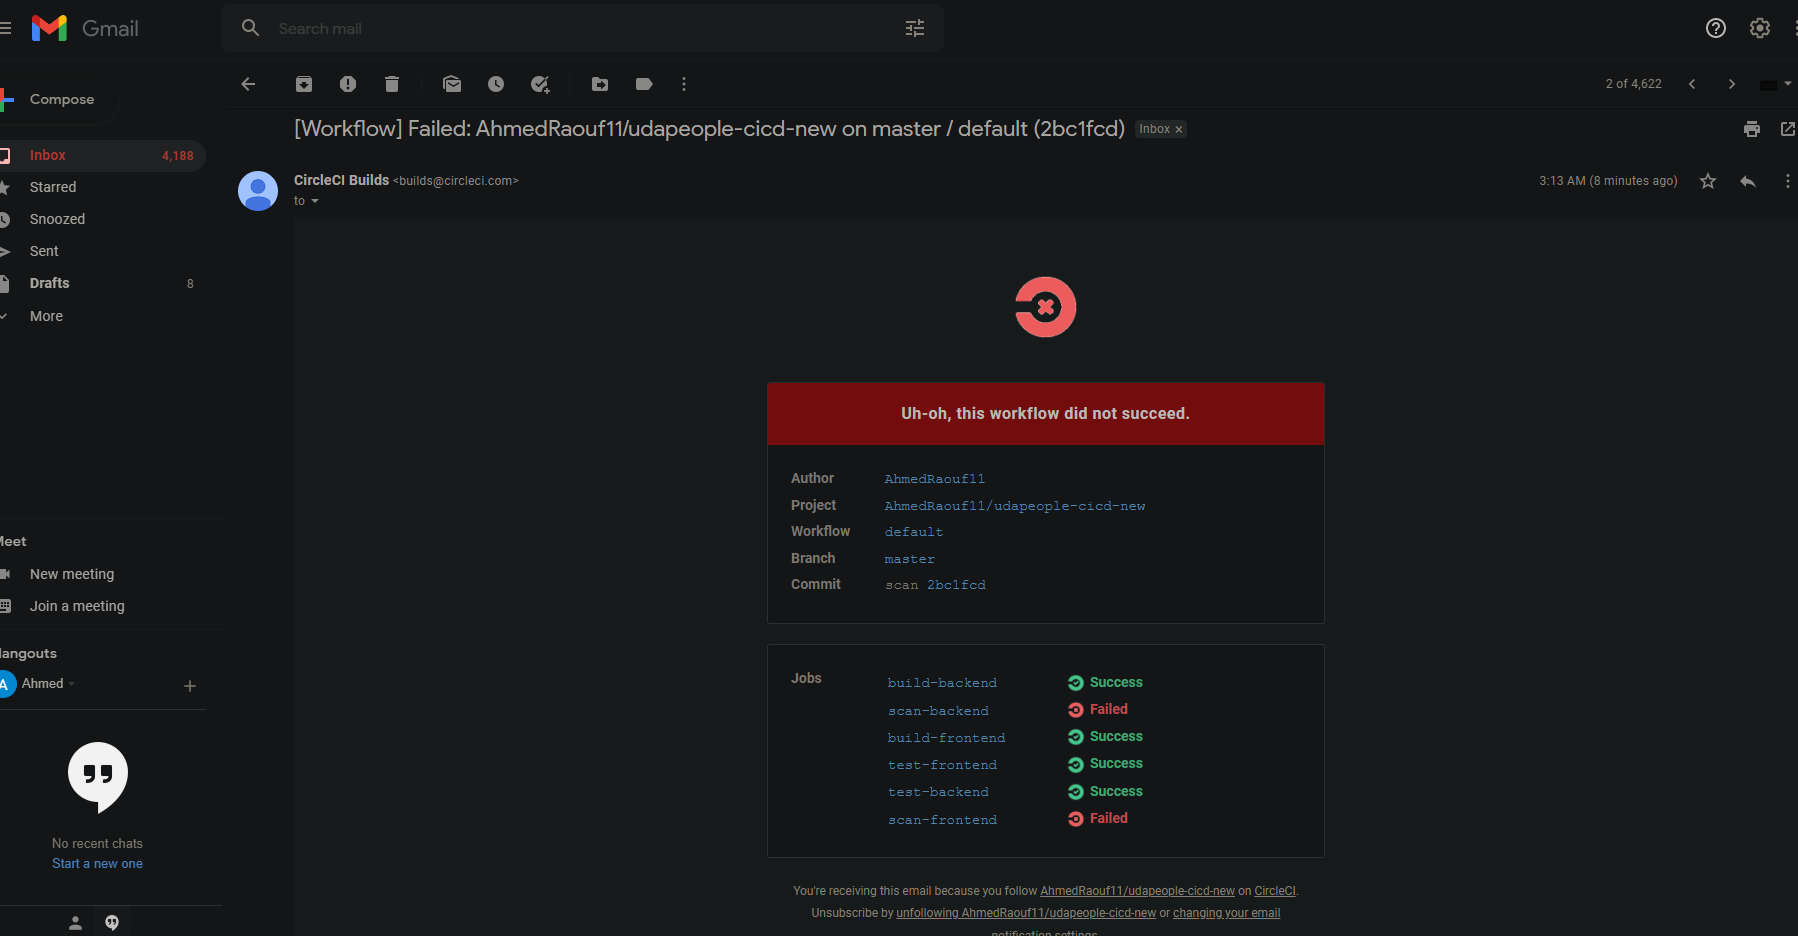 Gmail
Search mail
Compose
2 of 4,622
[Workflow] Failed: AhmedRaouf11/udapeople-cicd-new on master / default (2bc1fcd)
Inbox ×
Inbox 4,188
Starred
Snoozed
Sent
Drafts 8
More
CircleCI Builds <builds@circleci.com>
3:13 AM (8 minutes ago)
to
Uh-oh, this workflow did not succeed.
Author AhmedRaouf11
Project AhmedRaouf11/udapeople-cicd-new
Workflow default
Branch master
Commit scan 2bc1fcd
Jobs
build-backend Success
scan-backend Failed
build-frontend Success
test-frontend Success
test-backend Success
scan-frontend Failed
You're receiving this email because you follow AhmedRaouf11/udapeople-cicd-new on CircleCI.
Unsubscribe by unfollowing AhmedRaouf11/udapeople-cicd-new or changing your email
notification settings
eet
New meeting
Join a meeting
angouts
A Ahmed
No recent chats
Start a new one